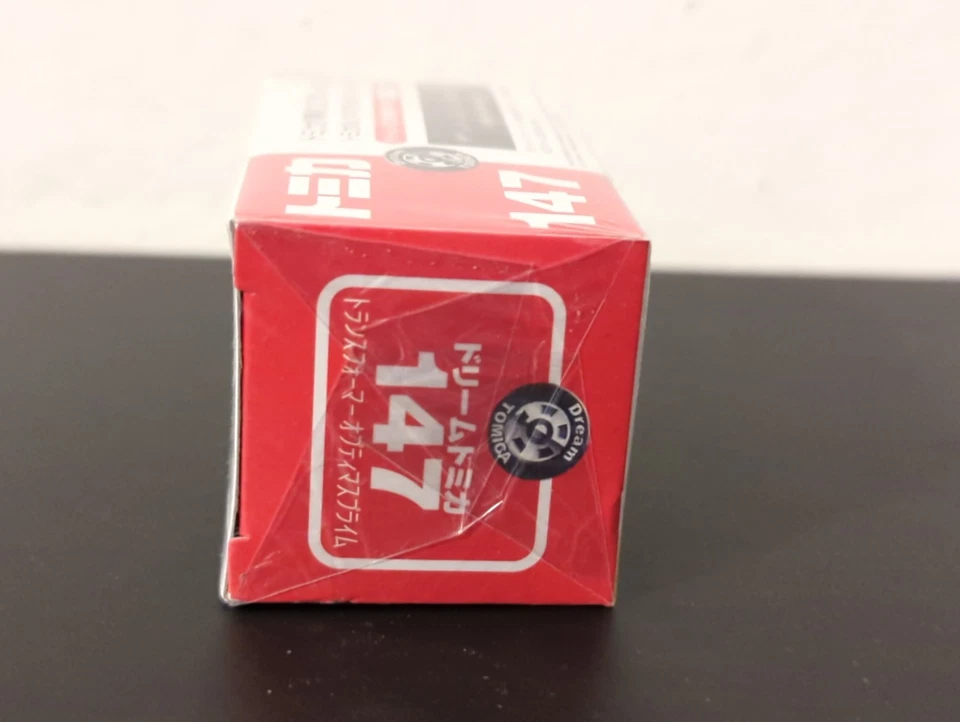 トミカ
147
ドリームトミカ
147
トランスフォーマー オプティマスプライム
Dream
TOMICA